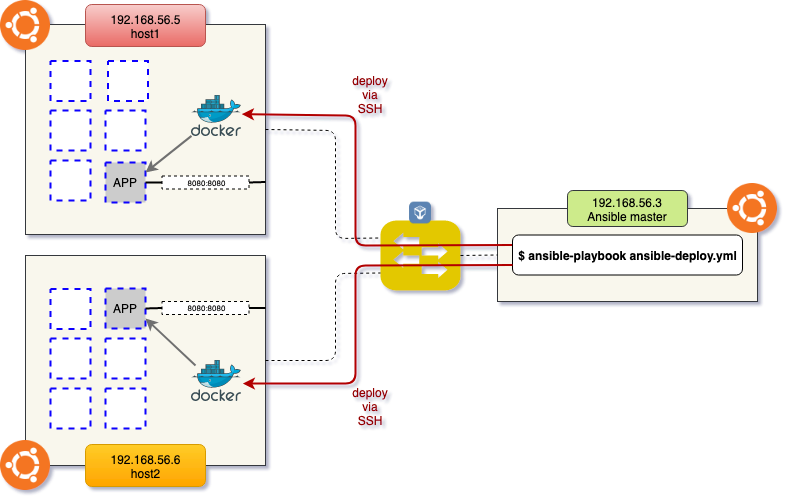 192.168.56.5
host1
deploy
via
SSH
docker
APP
8080:8080
192.168.56.3
Ansible master
$ ansible-playbook ansible-deploy.yml
APP
8080:8080
docker
deploy
via
SSH
192.168.56.6
host2